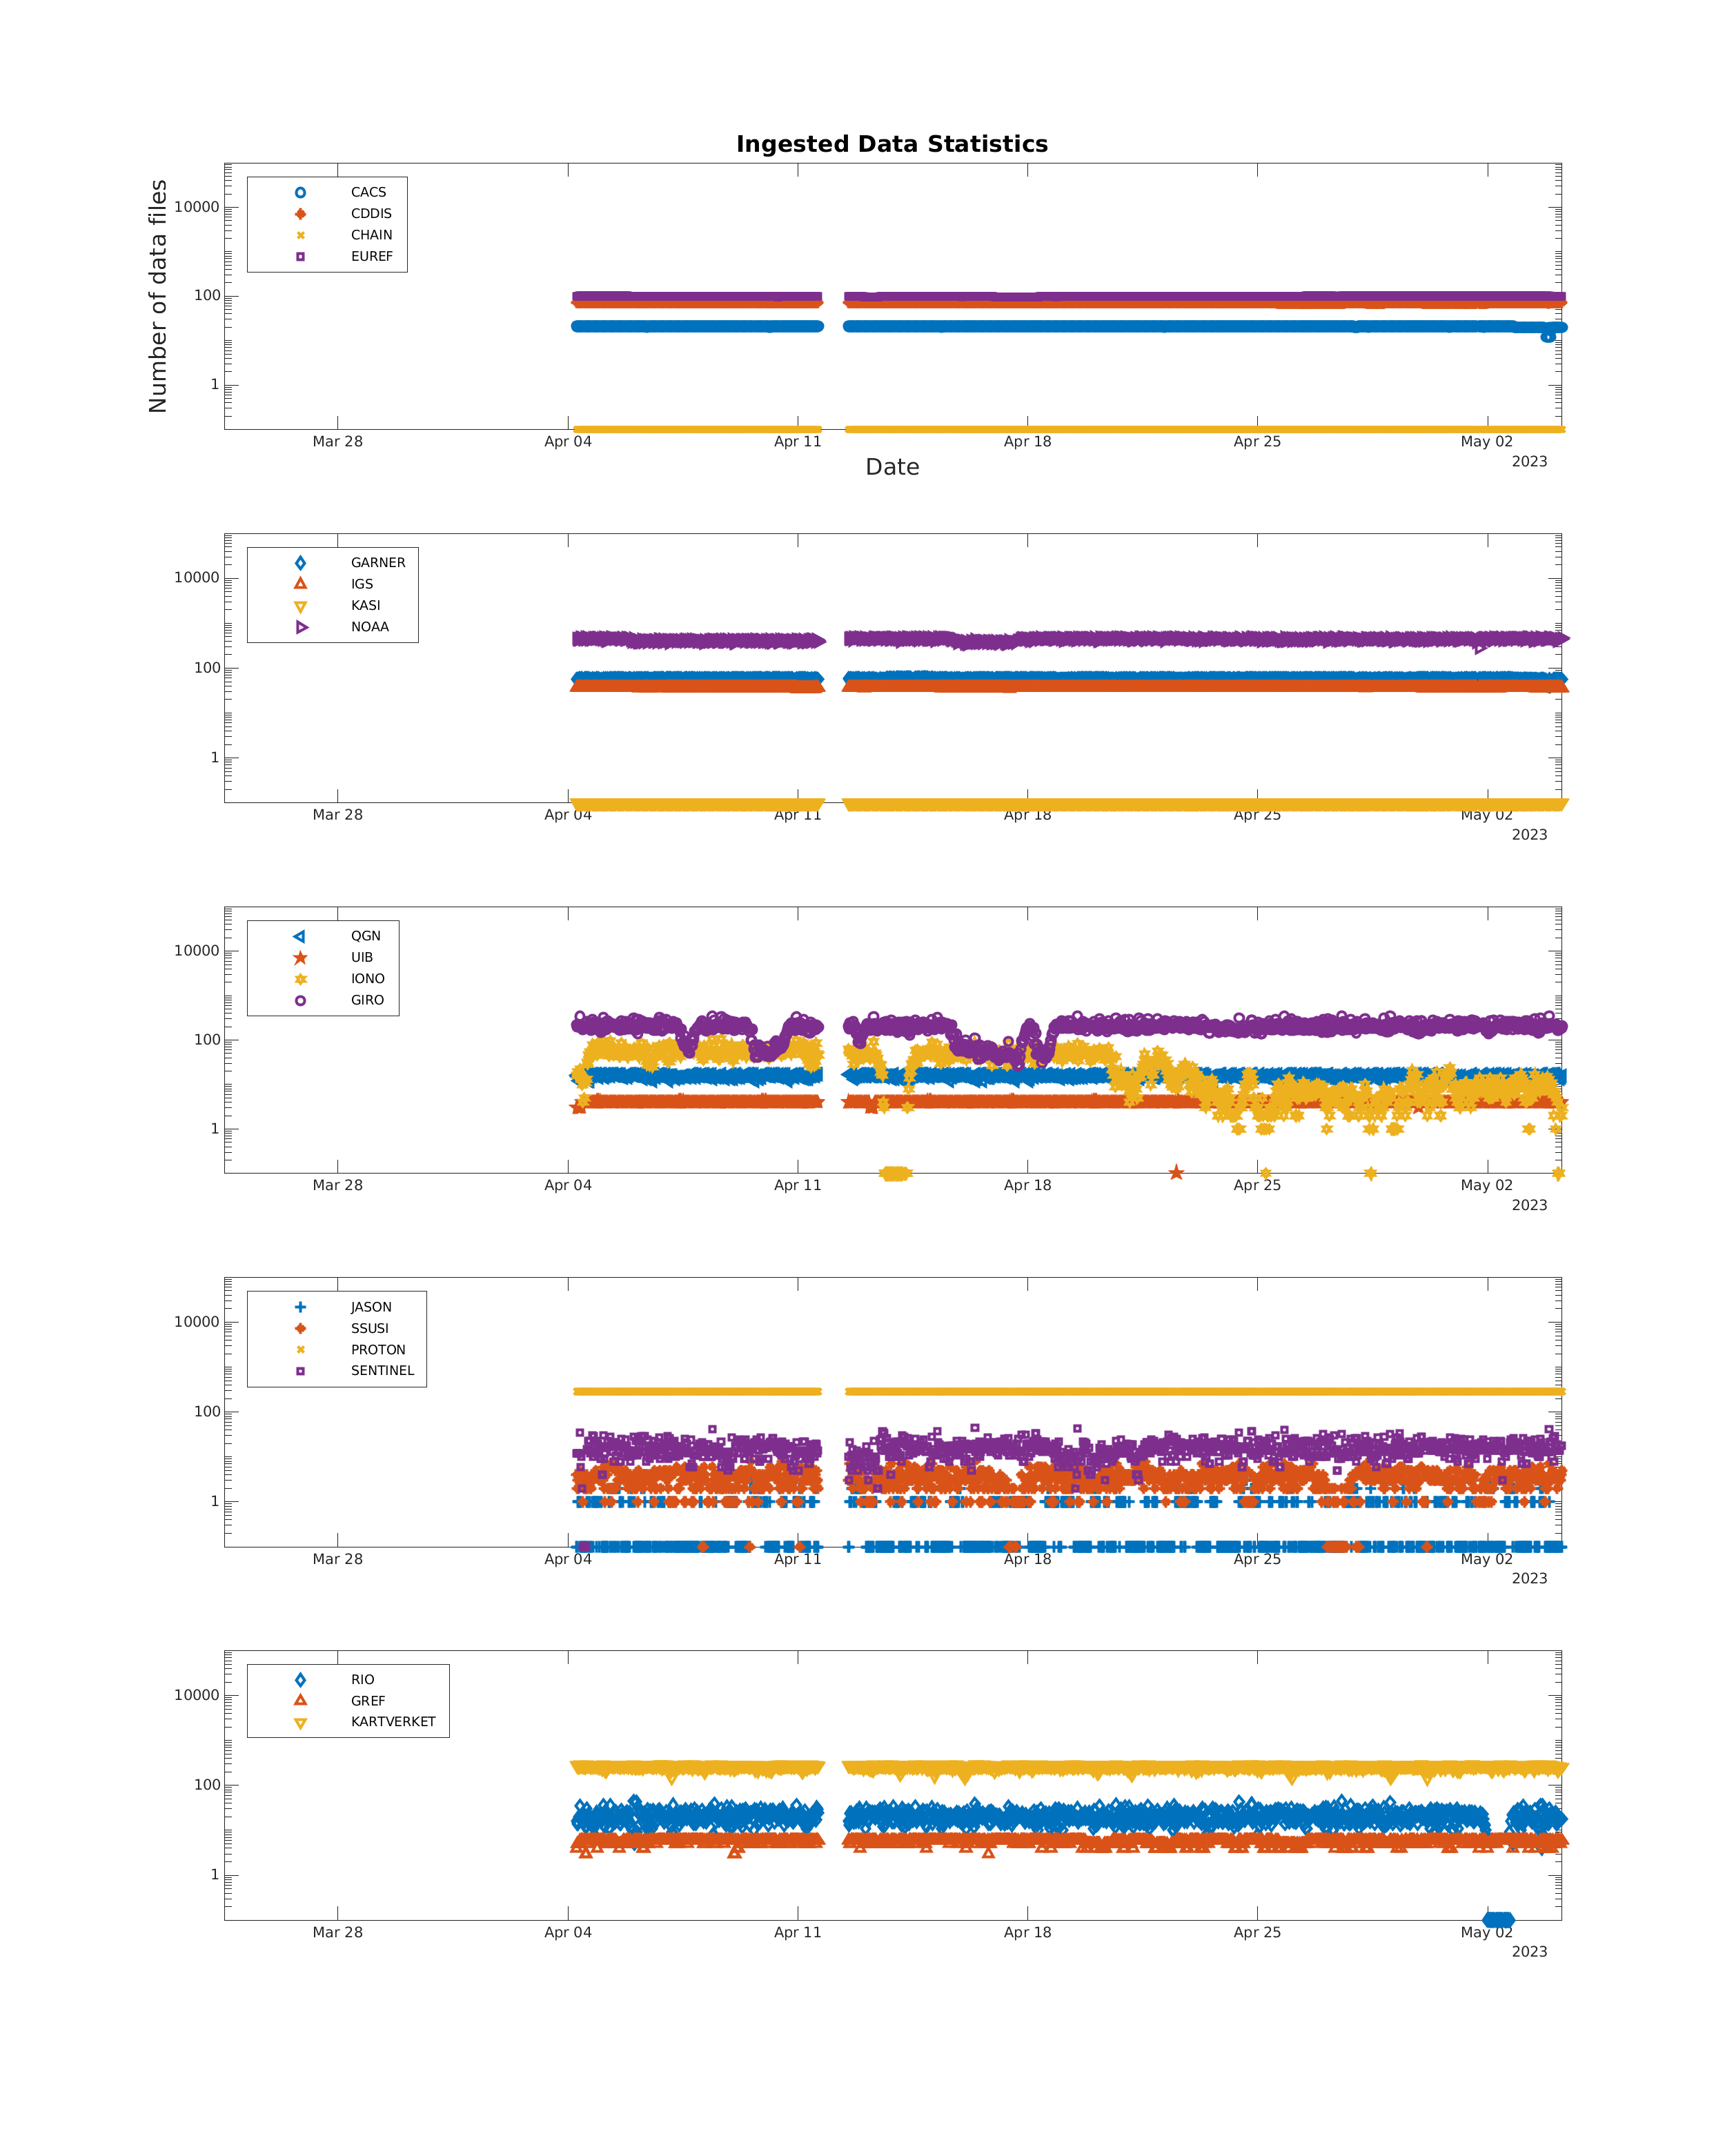 Ingested Data Statistics
Number of data files
CACS
CDDIS
CHAIN
EUREF
10000
100
1
Mar 28 Apr 04 Apr 11 Apr 18 Apr 25 May 02
2023
Date
GARNER
IGS
KASI
NOAA
10000
100
1
Mar 28 Apr 04 Apr 11 Apr 18 Apr 25 May 02
2023
QGN
UIB
IONO
GIRO
10000
100
1
Mar 28 Apr 04 Apr 11 Apr 18 Apr 25 May 02
2023
JASON
SSUSI
PROTON
SENTINEL
10000
100
1
Mar 28 Apr 04 Apr 11 Apr 18 Apr 25 May 02
2023
RIO
GREF
KARTVERKET
10000
100
1
Mar 28 Apr 04 Apr 11 Apr 18 Apr 25 May 02
2023